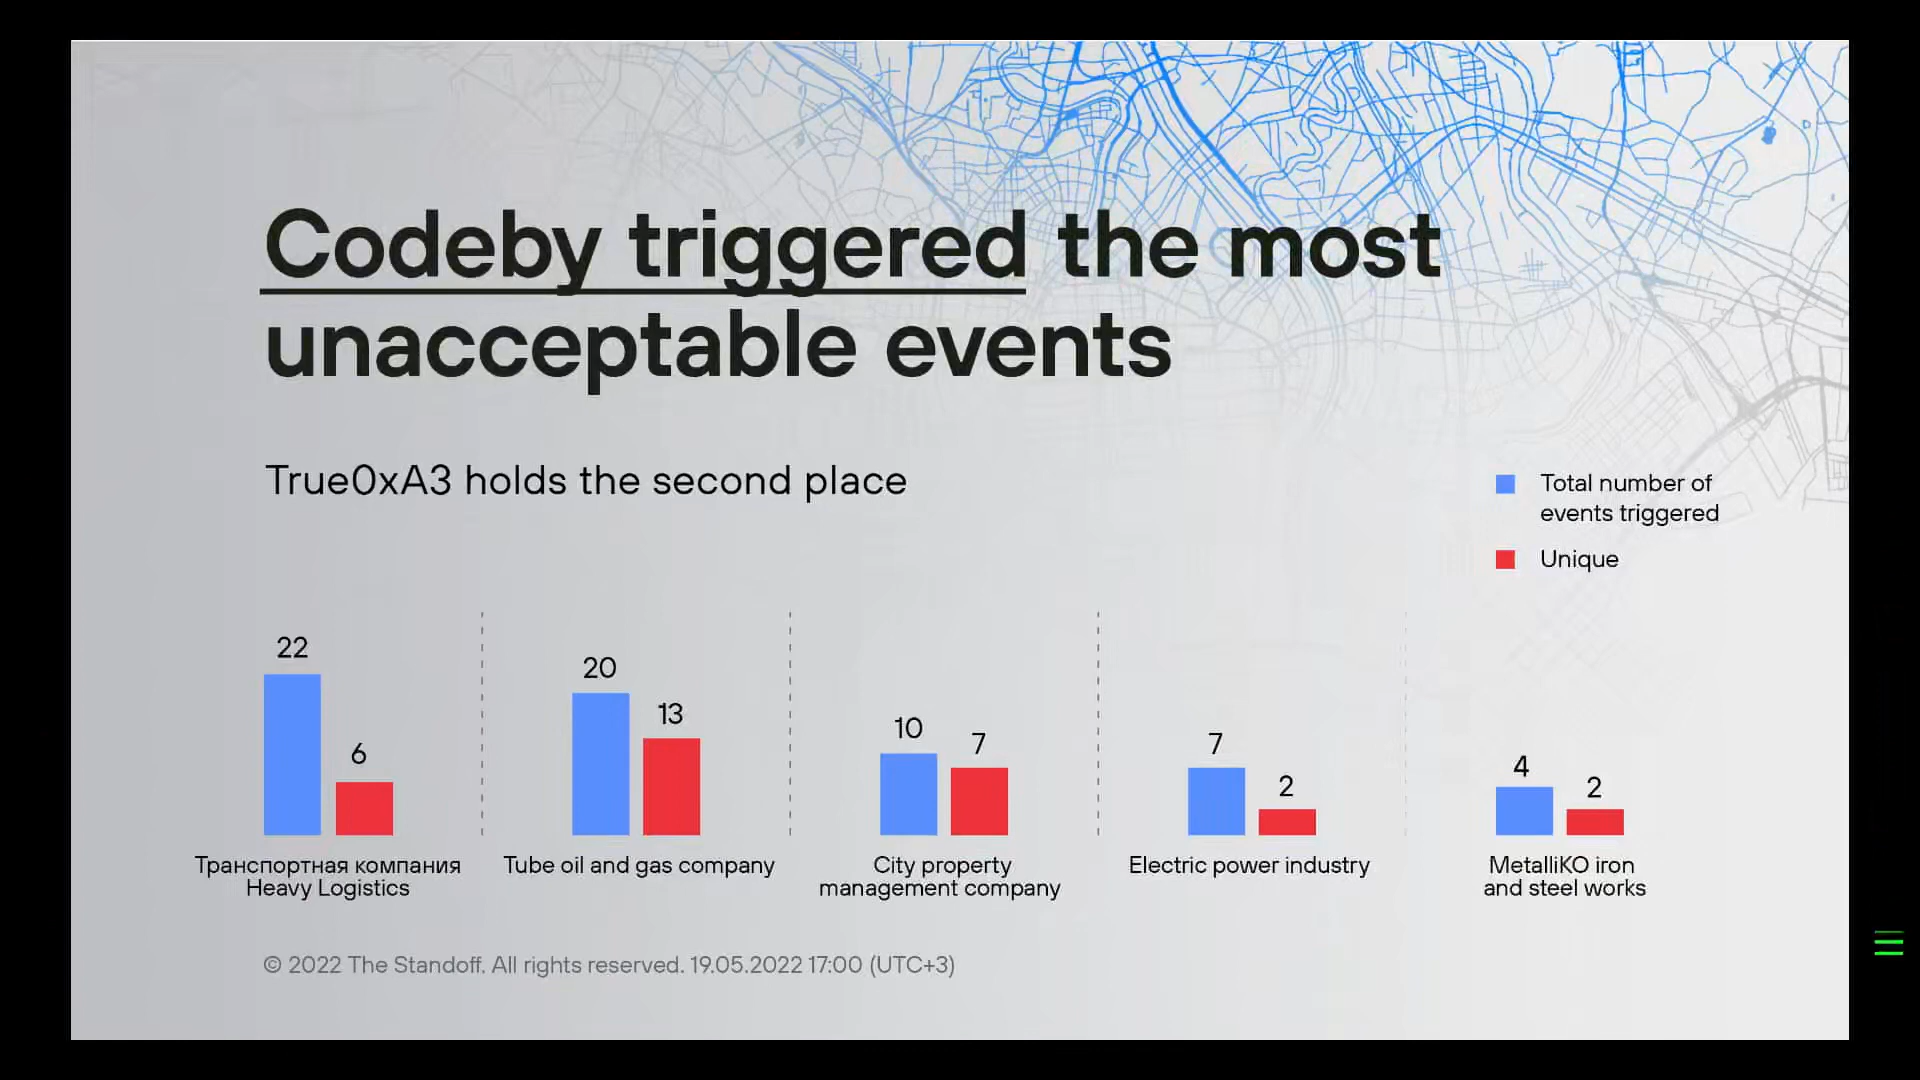 Codeby triggered the most
unacceptable events
True0xA3 holds the second place
Total number of
events triggered
Unique
22
6
20
13
10
7
7
2
4
2
Транспортная компания
Heavy Logistics
Tube oil and gas company
City property
management company
Electric power industry
MetalliKO iron
and steel works
© 2022 The Standoff. All rights reserved. 19.05.2022 17:00 (UTC+3)